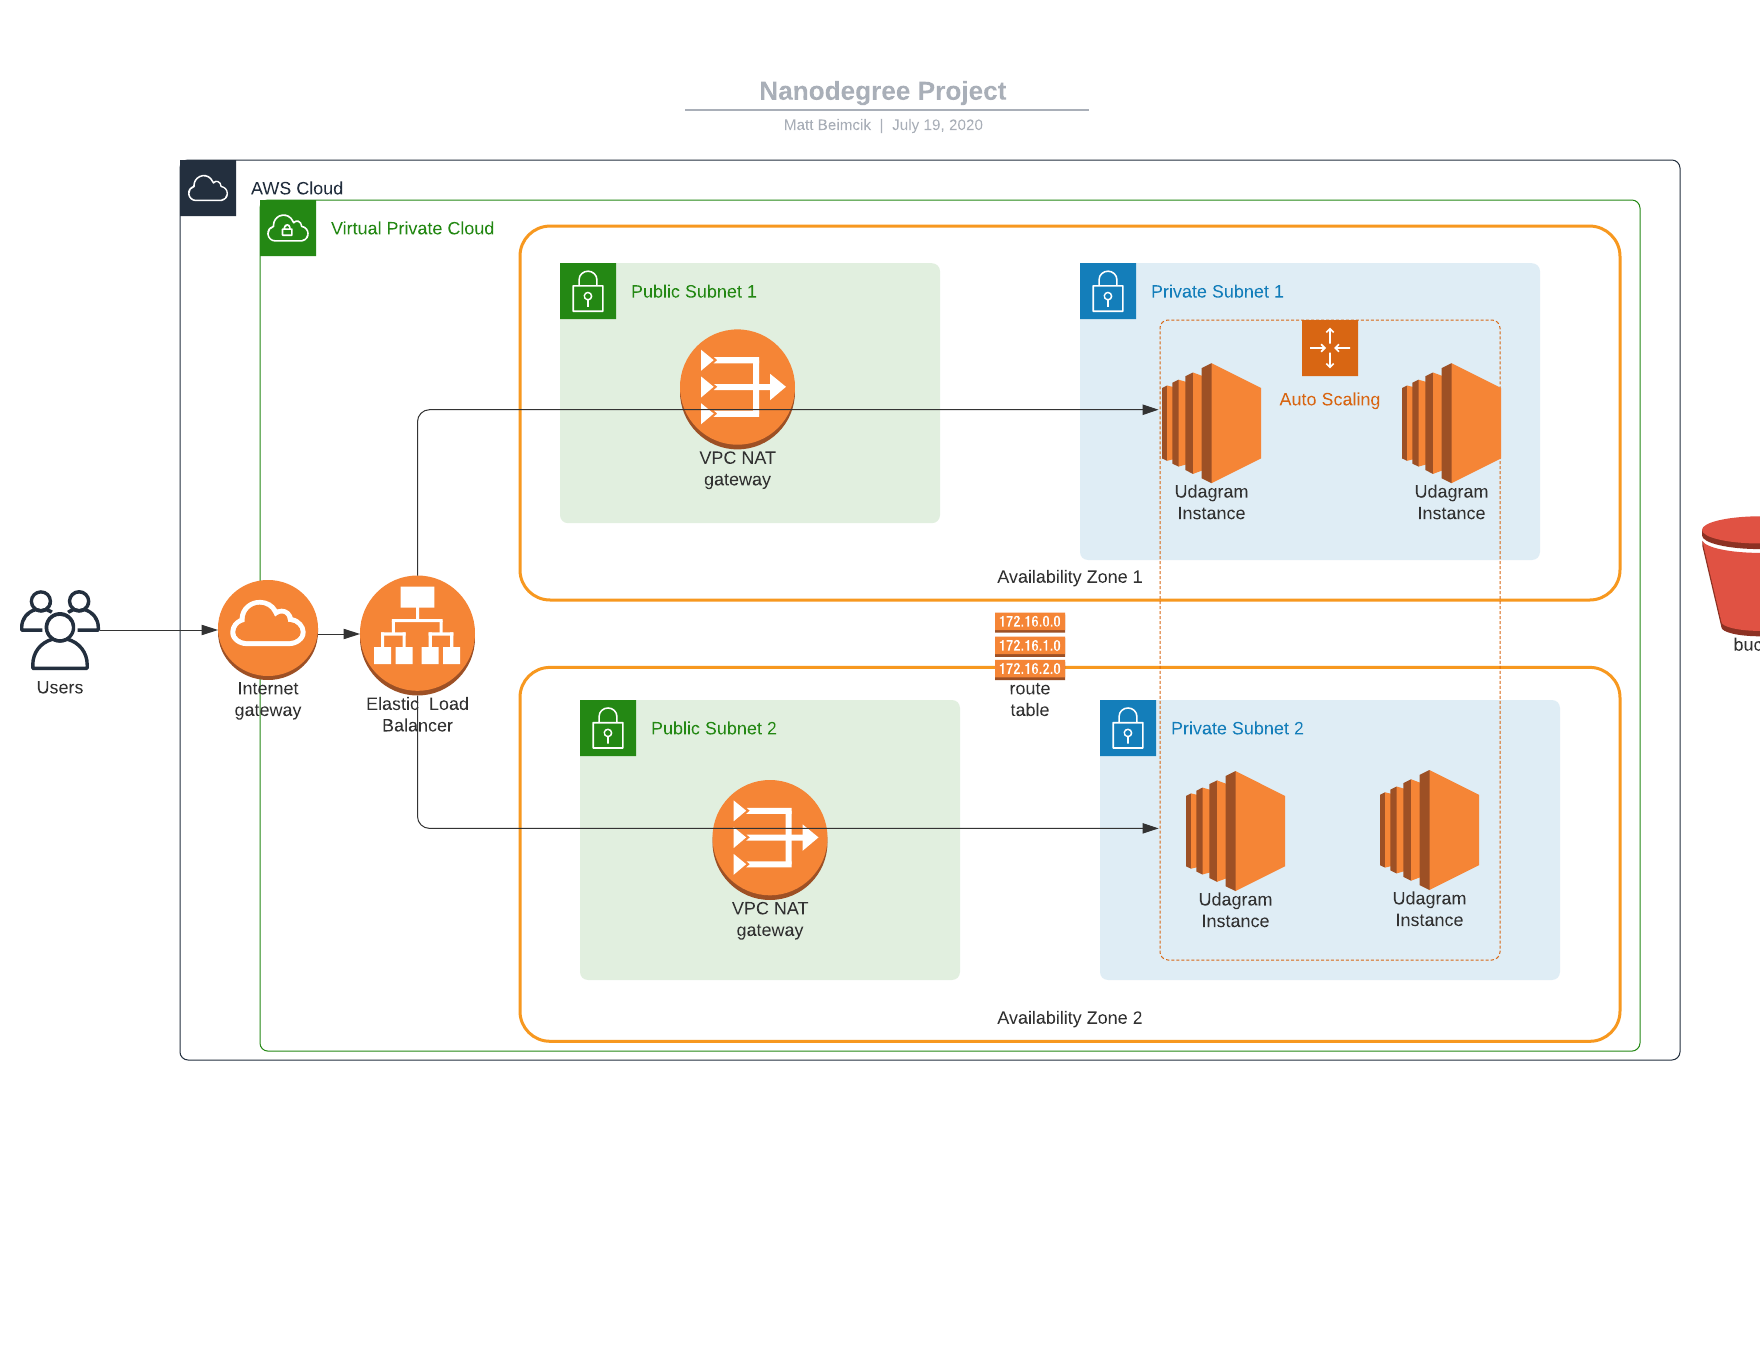 Nanodegree Project
Matt Beimcik | July 19, 2020
AWS Cloud
Virtual Private Cloud
Public Subnet 1
Private Subnet 1
Auto Scaling
VPC NAT
gateway
Udagram
Instance
Udagram
Instance
Availability Zone 1
172.16.0.0
172.16.1.0
172.16.2.0
route
table
Users
Internet
gateway
Elastic Load
Balancer
buc
Public Subnet 2
Private Subnet 2
VPC NAT
gateway
Udagram
Instance
Udagram
Instance
Availability Zone 2